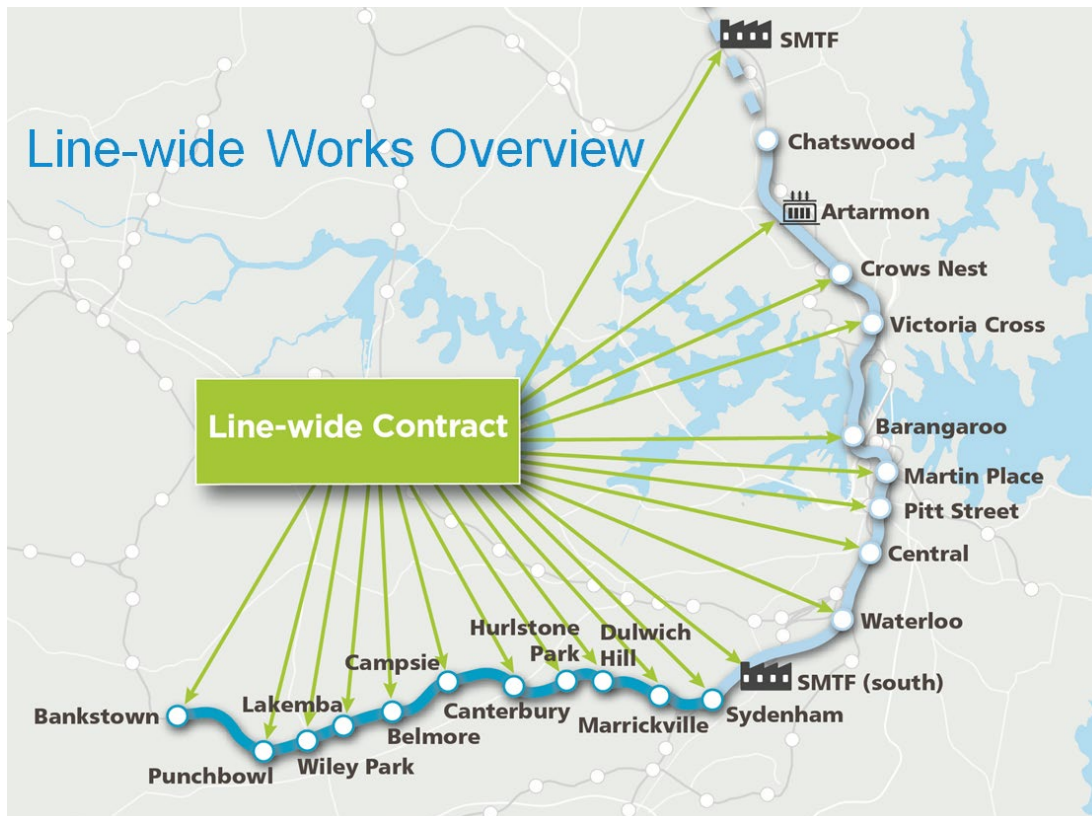 SMTF
Line-wide Works Overview
Chatswood
Artarmon
Crows Nest
Victoria Cross
Line-wide Contract
Barangaroo
Martin Place
Pitt Street
Central
Waterloo
Hurlstone
Park
Dulwich
Hill
Campsie
SMTF (south)
Lakemba
Bankstown
Canterbury
Sydenham
Marrickville
Belmore
Wiley Park
Punchbowl